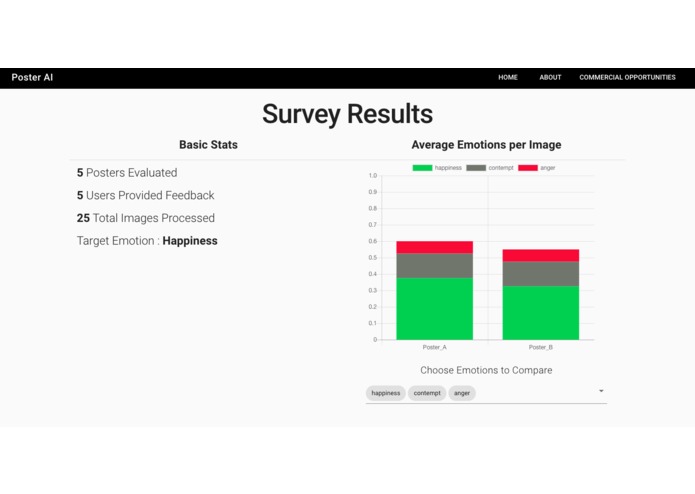 Poster AI HOME ABOUT COMMERCIAL OPPORTUNITIES
Survey Results
Basic Stats
5 Posters Evaluated
5 Users Provided Feedback
25 Total Images Processed
Target Emotion : Happiness
Average Emotions per Image
happiness contempt anger
1.0
0.9
0.8
0.7
0.6
0.5
0.4
0.3
0.2
0.1
0
Poster_A Poster_B
Choose Emotions to Compare
happiness contempt anger